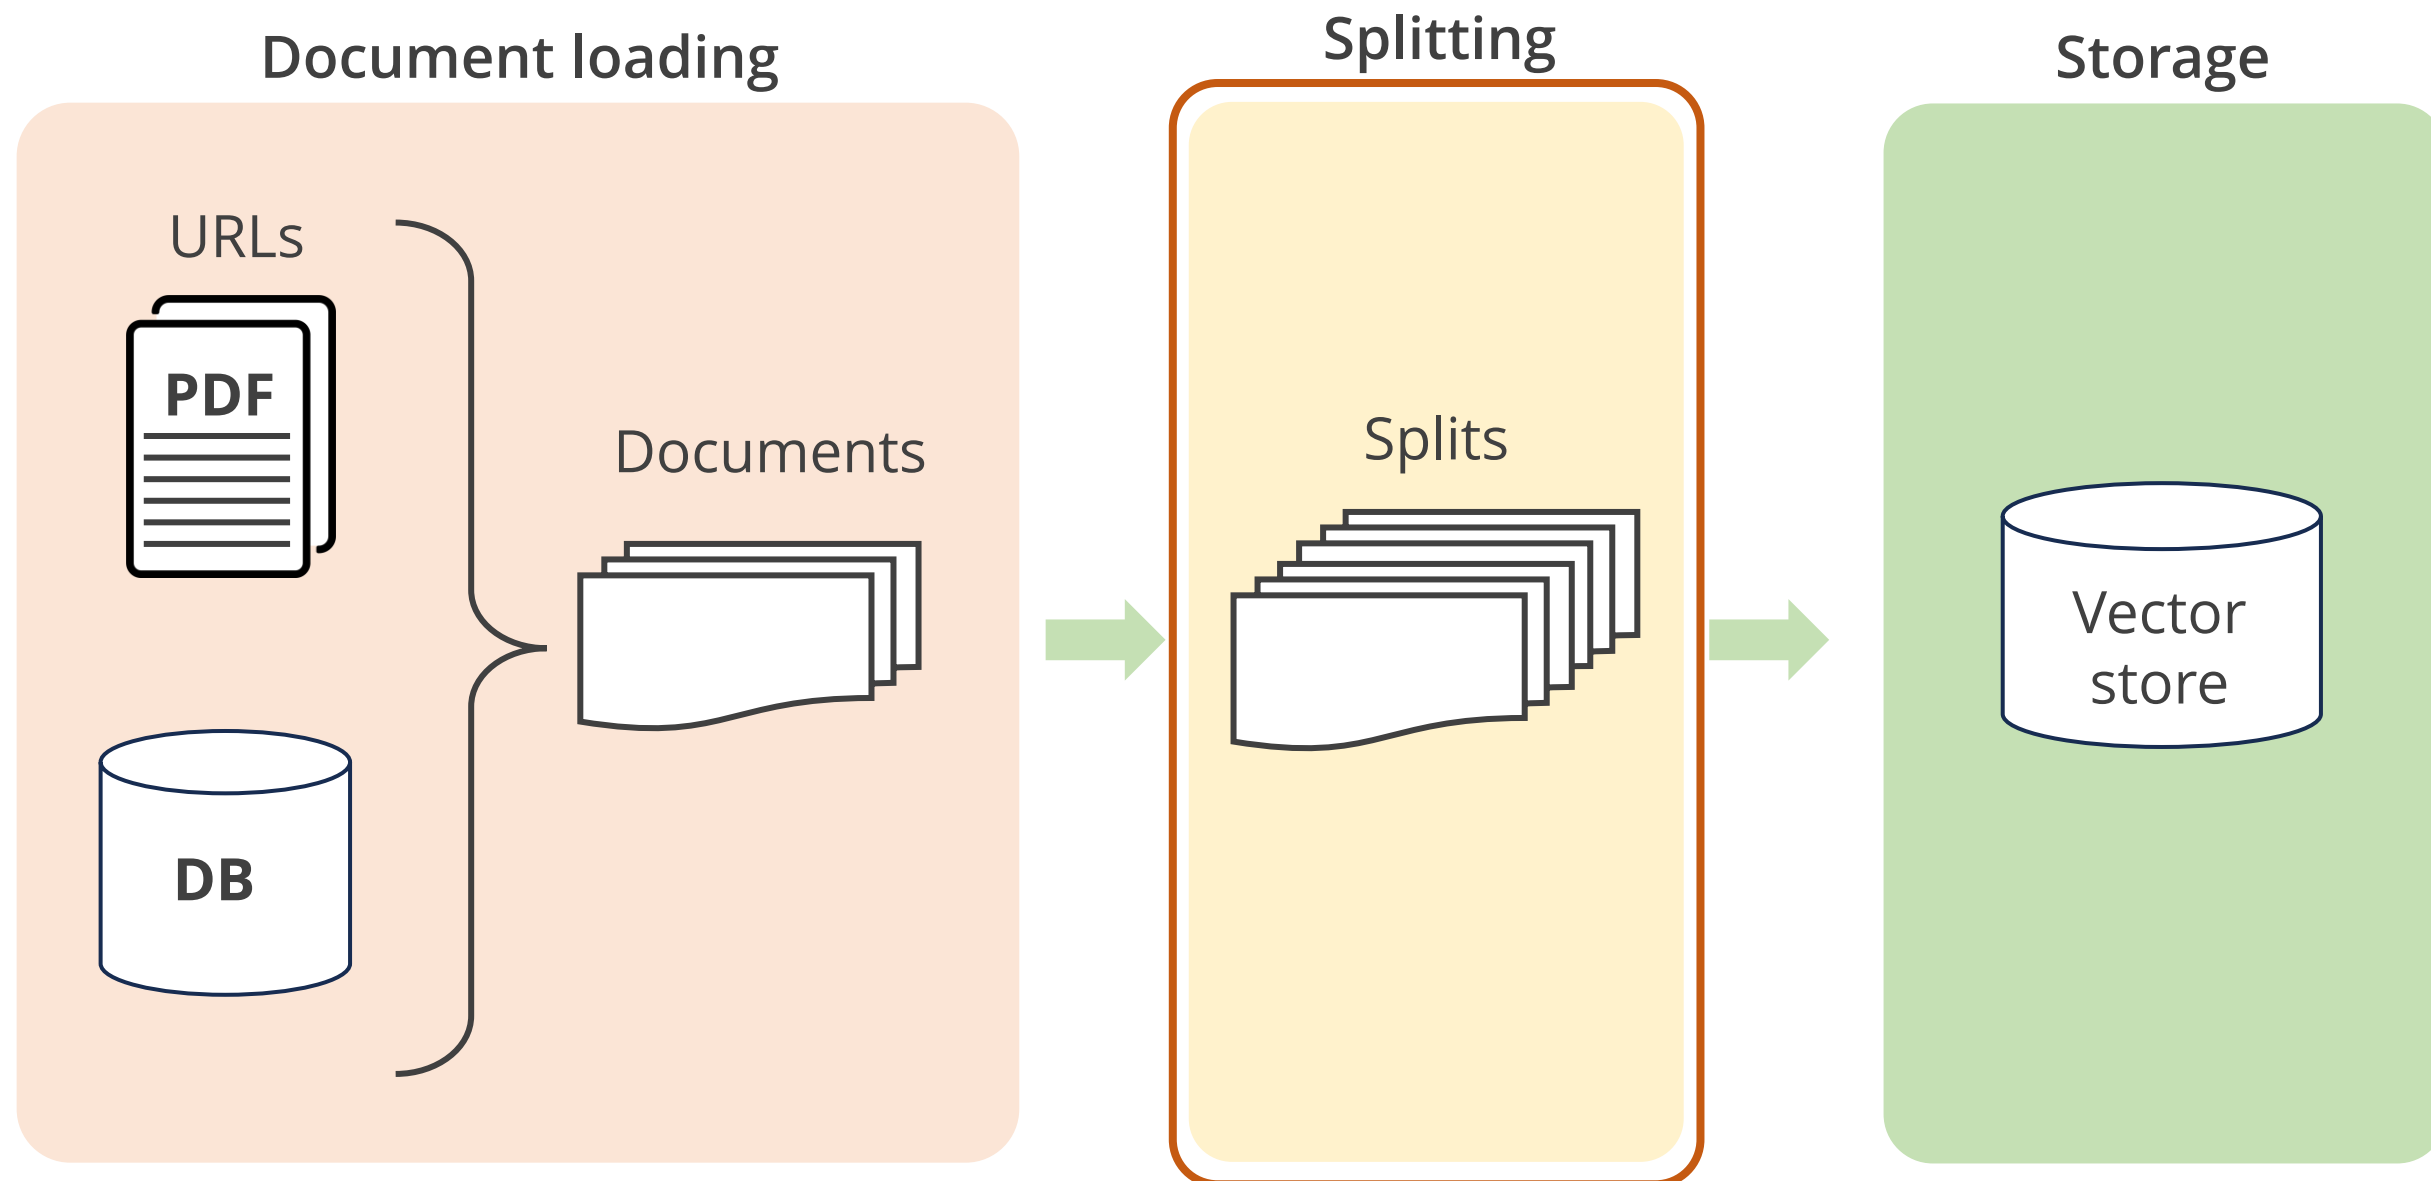 Document loading
Splitting
Storage
URLs
PDF
DB
Documents
Splits
Vector
store